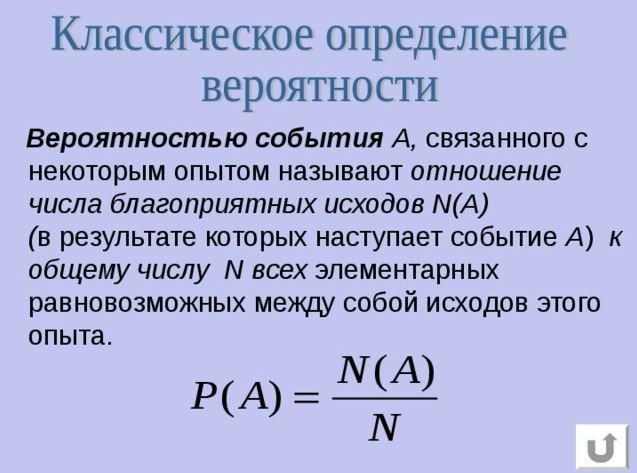 Классическое определение
вероятности
Вероятностью события А, связанного с
некоторым опытом называют отношение
числа благоприятных исходов N(A)
(в результате которых наступает событие А) к
общему числу N всех элементарных
равновозможных между собой исходов этого
опыта.
P(A) = N(A) / N